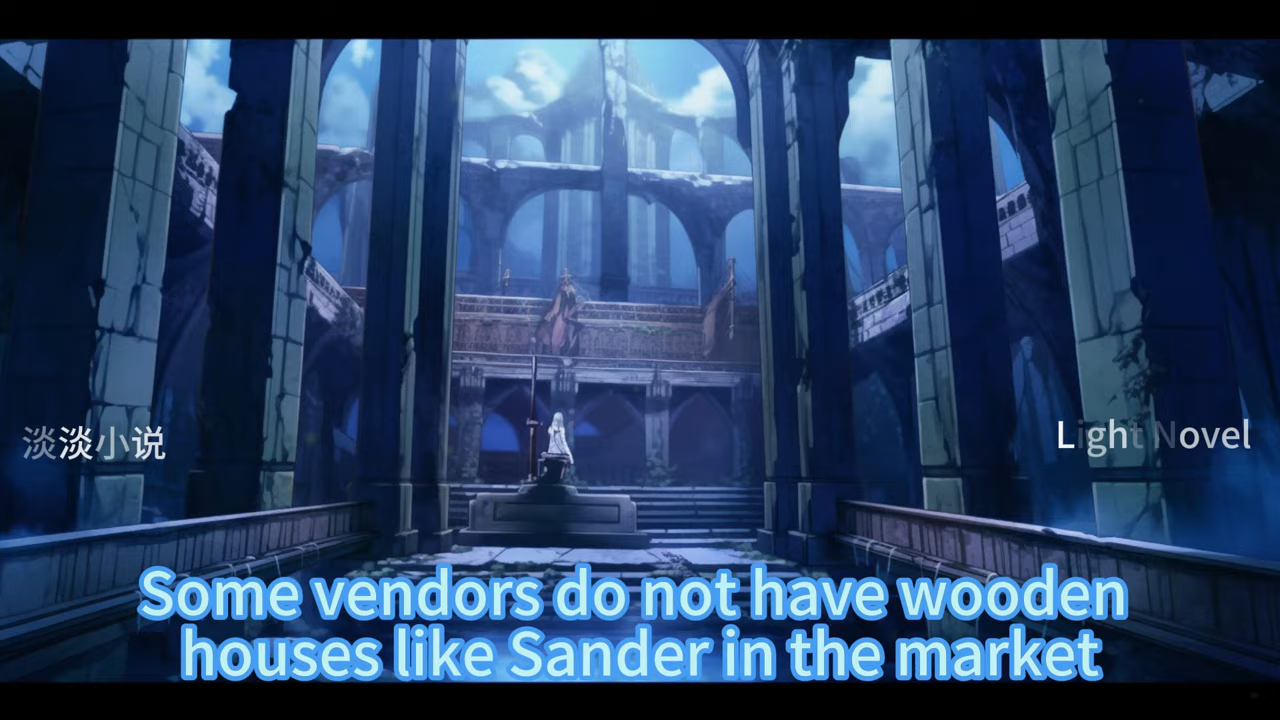 淡淡小说
Light Novel
Some vendors do not have wooden
houses like Sander in the market